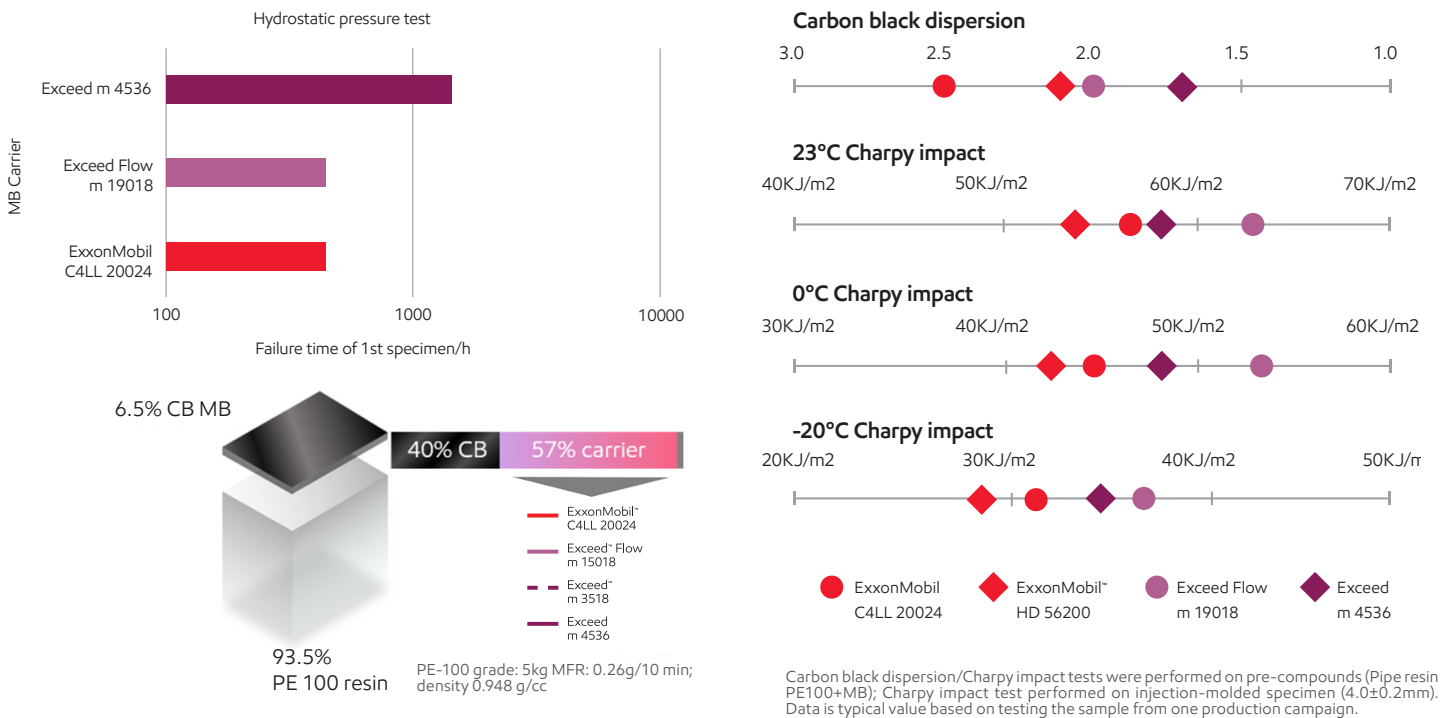 Hydrostatic pressure test
MB Carrier
Exceed m 4536
Exceed Flow
m 19018
ExxonMobil
C4LL 20024
100
1000
10000
Failure time of 1st specimen/h
6.5% CB MB
40% CB
57% carrier
ExxonMobil™
C4LL 20024
Exceed™ Flow
m 15018
Exceed™
m 3518
Exceed
m 4536
93.5%
PE 100 resin
PE-100 grade: 5kg MFR: 0.26g/10 min;
density 0.948 g/cc
Carbon black dispersion
3.0 2.5 2.0 1.5 1.0
23°C Charpy impact
40KJ/m2 50KJ/m2 60KJ/m2 70KJ/m2
0°C Charpy impact
30KJ/m2 40KJ/m2 50KJ/m2 60KJ/m2
-20°C Charpy impact
20KJ/m2 30KJ/m2 40KJ/m2 50KJ/m
ExxonMobil
C4LL 20024
ExxonMobil™
HD 56200
Exceed Flow
m 19018
Exceed
m 4536
Carbon black dispersion/Charpy impact tests were performed on pre-compounds (Pipe resin
PE100+MB); Charpy impact test performed on injection-molded specimen (4.0±0.2mm).
Data is typical value based on testing the sample from one production campaign.